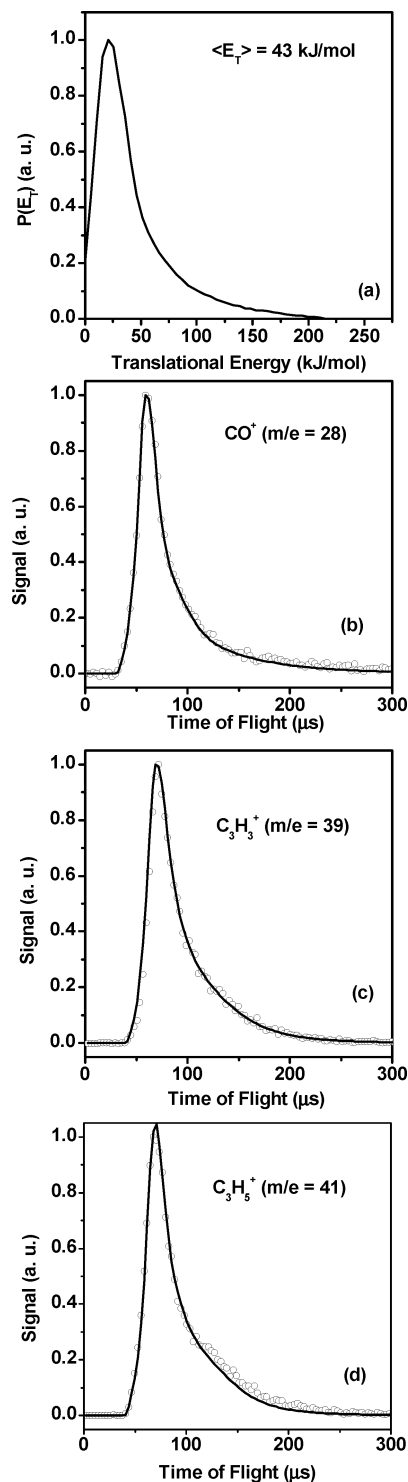 <E_T> = 43 kJ/mol
P(E_T) (a. u.)
1.0
0.8
0.6
0.4
0.2
0.0
(a)
0 50 100 150 200 250
Translational Energy (kJ/mol)
CO⁺ (m/e = 28)
Signal (a. u.)
1.0
0.8
0.6
0.4
0.2
0.0
(b)
0 100 200 300
Time of Flight (μs)
C₃H₃⁺ (m/e = 39)
Signal (a. u.)
1.0
0.8
0.6
0.4
0.2
0.0
(c)
0 100 200 300
Time of Flight (μs)
C₃H₅⁺ (m/e = 41)
Signal (a. u.)
1.0
0.8
0.6
0.4
0.2
0.0
(d)
0 100 200 300
Time of Flight (μs)